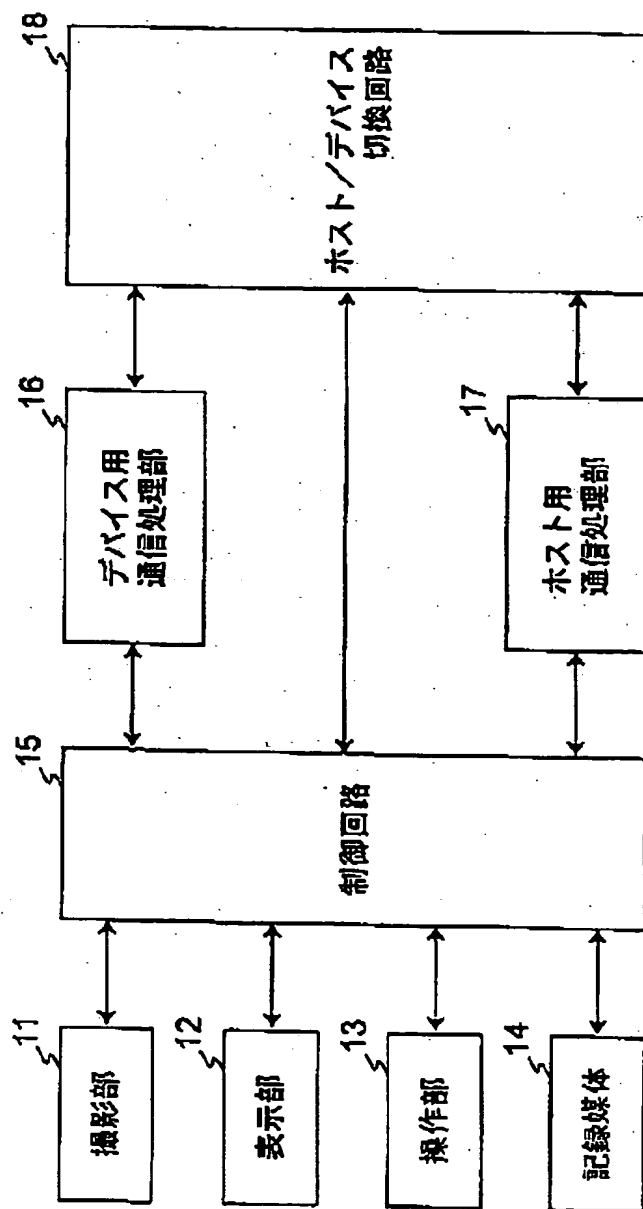 11
撮影部
12
表示部
13
操作部
14
記録媒体
15
制御回路
16
デバイス用
通信処理部
17
ホスト用
通信処理部
18
ホスト/デバイス
切換回路